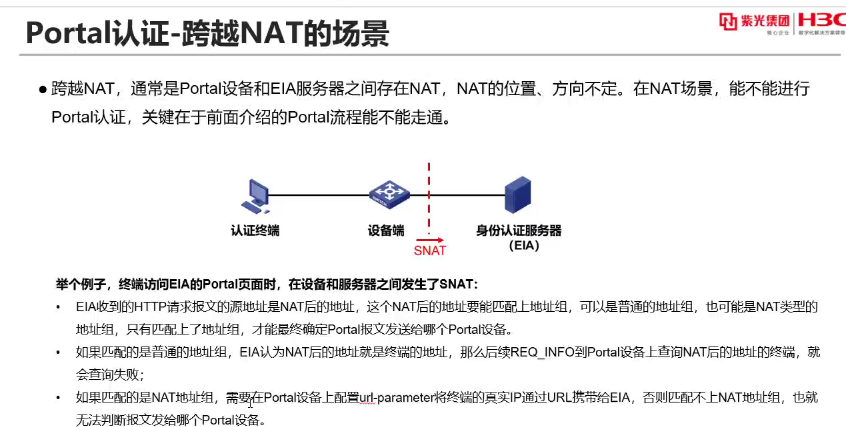 Portal认证-跨越NAT的场景
紫光集团 H3C
核心企业 数字化解决方案领导者
● 跨越NAT，通常是Portal设备和EIA服务器之间存在NAT，NAT的位置、方向不定。在NAT场景，能不能进行
Portal认证，关键在于前面介绍的Portal流程能不能走通。
认证终端
设备端
身份认证服务器
（EIA）
SNAT
举个例子，终端访问EIA的Portal页面时，在设备和服务器之间发生了SNAT：
• EIA收到的HTTP请求报文的源地址是NAT后的地址，这个NAT后的地址要能匹配上地址组，可以是普通的地址组，也可能是NAT类型的
地址组，只有匹配上了地址组，才能最终确定Portal报文发送给哪个Portal设备。
• 如果匹配的是普通的地址组，EIA认为NAT后的地址就是终端的地址，那么后续REQ_INFO到Portal设备上查询NAT后的地址的终端，就
会查询失败；
• 如果匹配的是NAT地址组，需要在Portal设备上配置url-parameter将终端的真实IP通过URL携带给EIA，否则匹配不上NAT地址组，也就
无法判断报文发给哪个Portal设备。